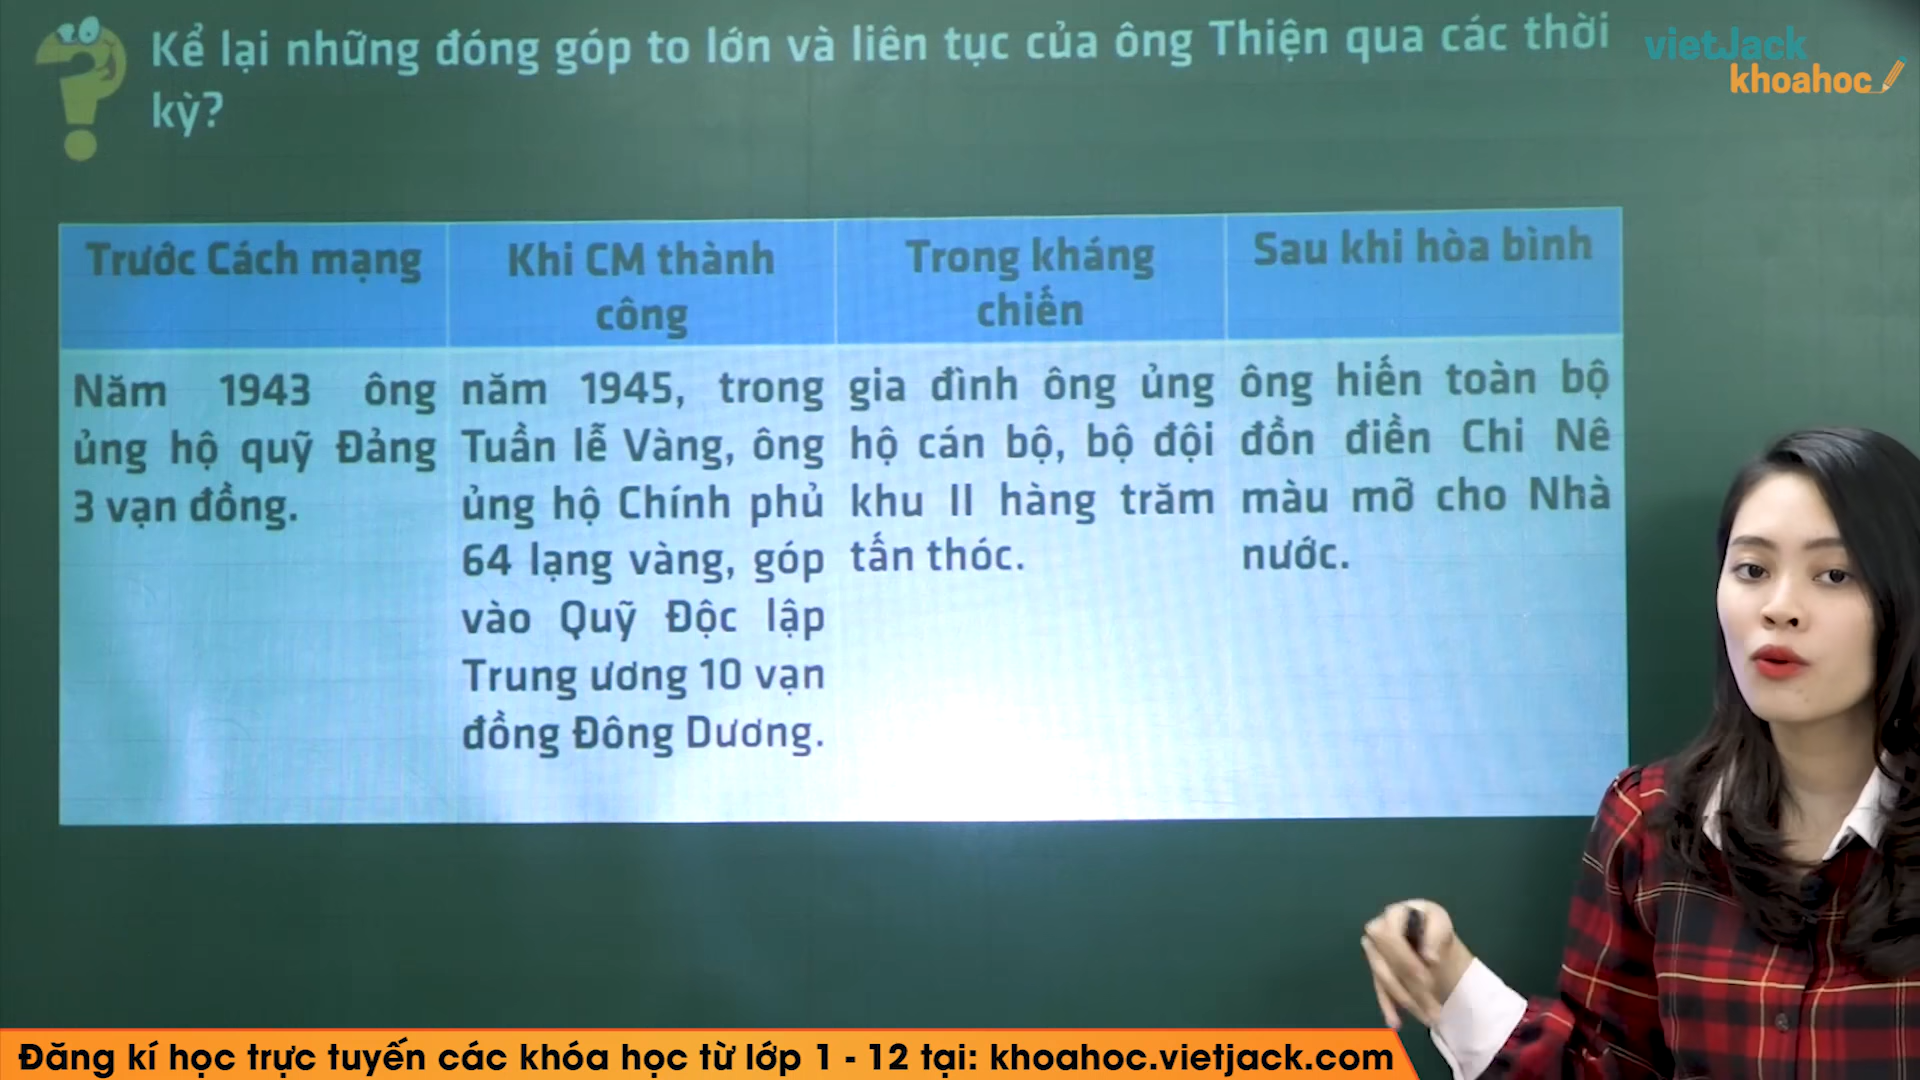 Kể lại những đóng góp to lớn và liên tục của ông Thiện qua các thời
kỳ?
vietJack
khoahoc
Trước Cách mạng
Năm 1943 ông
ủng hộ quỹ Đảng
3 vạn đồng.
Khi CM thành
công
năm 1945, trong
Tuần lễ Vàng, ông
ủng hộ Chính phủ
64 lạng vàng, góp
vào Quỹ Độc lập
Trung ương 10 vạn
đồng Đông Dương.
Trong kháng
chiến
gia đình ông ủng
hộ cán bộ, bộ đội
khu II hàng trăm
tấn thóc.
Sau khi hòa bình
ông hiến toàn bộ
đồn điền Chi Nê
màu mỡ cho Nhà
nước.
Đăng kí học trực tuyến các khóa học từ lớp 1 - 12 tại: khoahoc.vietjack.com